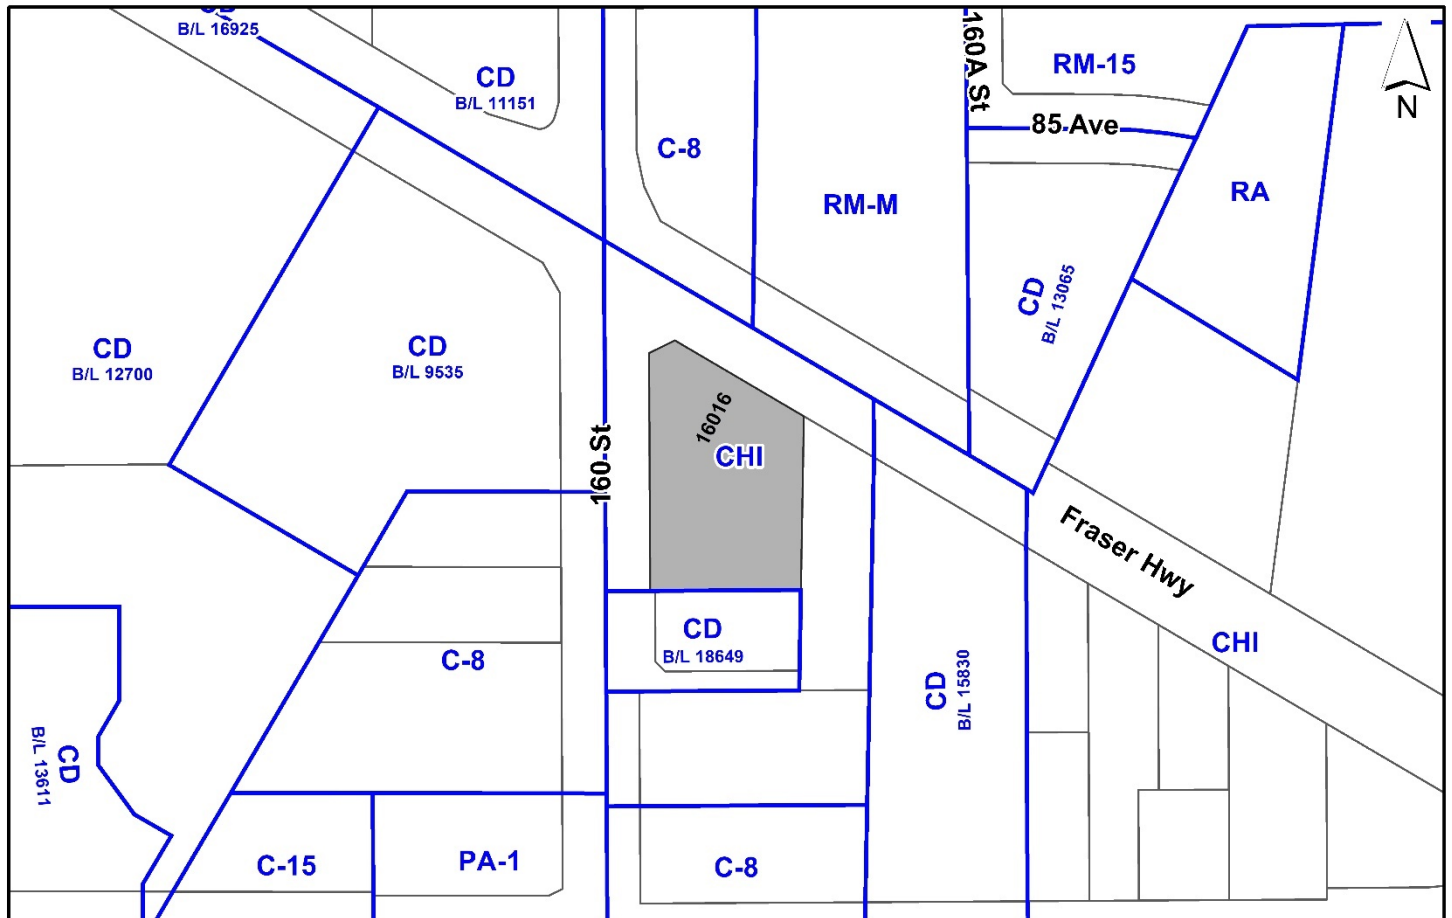 B/L 16925
CD
B/L 11151
160A St
RM-15
N
85 Ave
C-8
RM-M
RA
CD
B/L 13065
CD
B/L 12700
CD
B/L 9535
16016
CHI
160 St
Fraser Hwy
CHI
CD
B/L 18649
C-8
CD
B/L 15830
CD
B/L 13611
C-15
PA-1
C-8